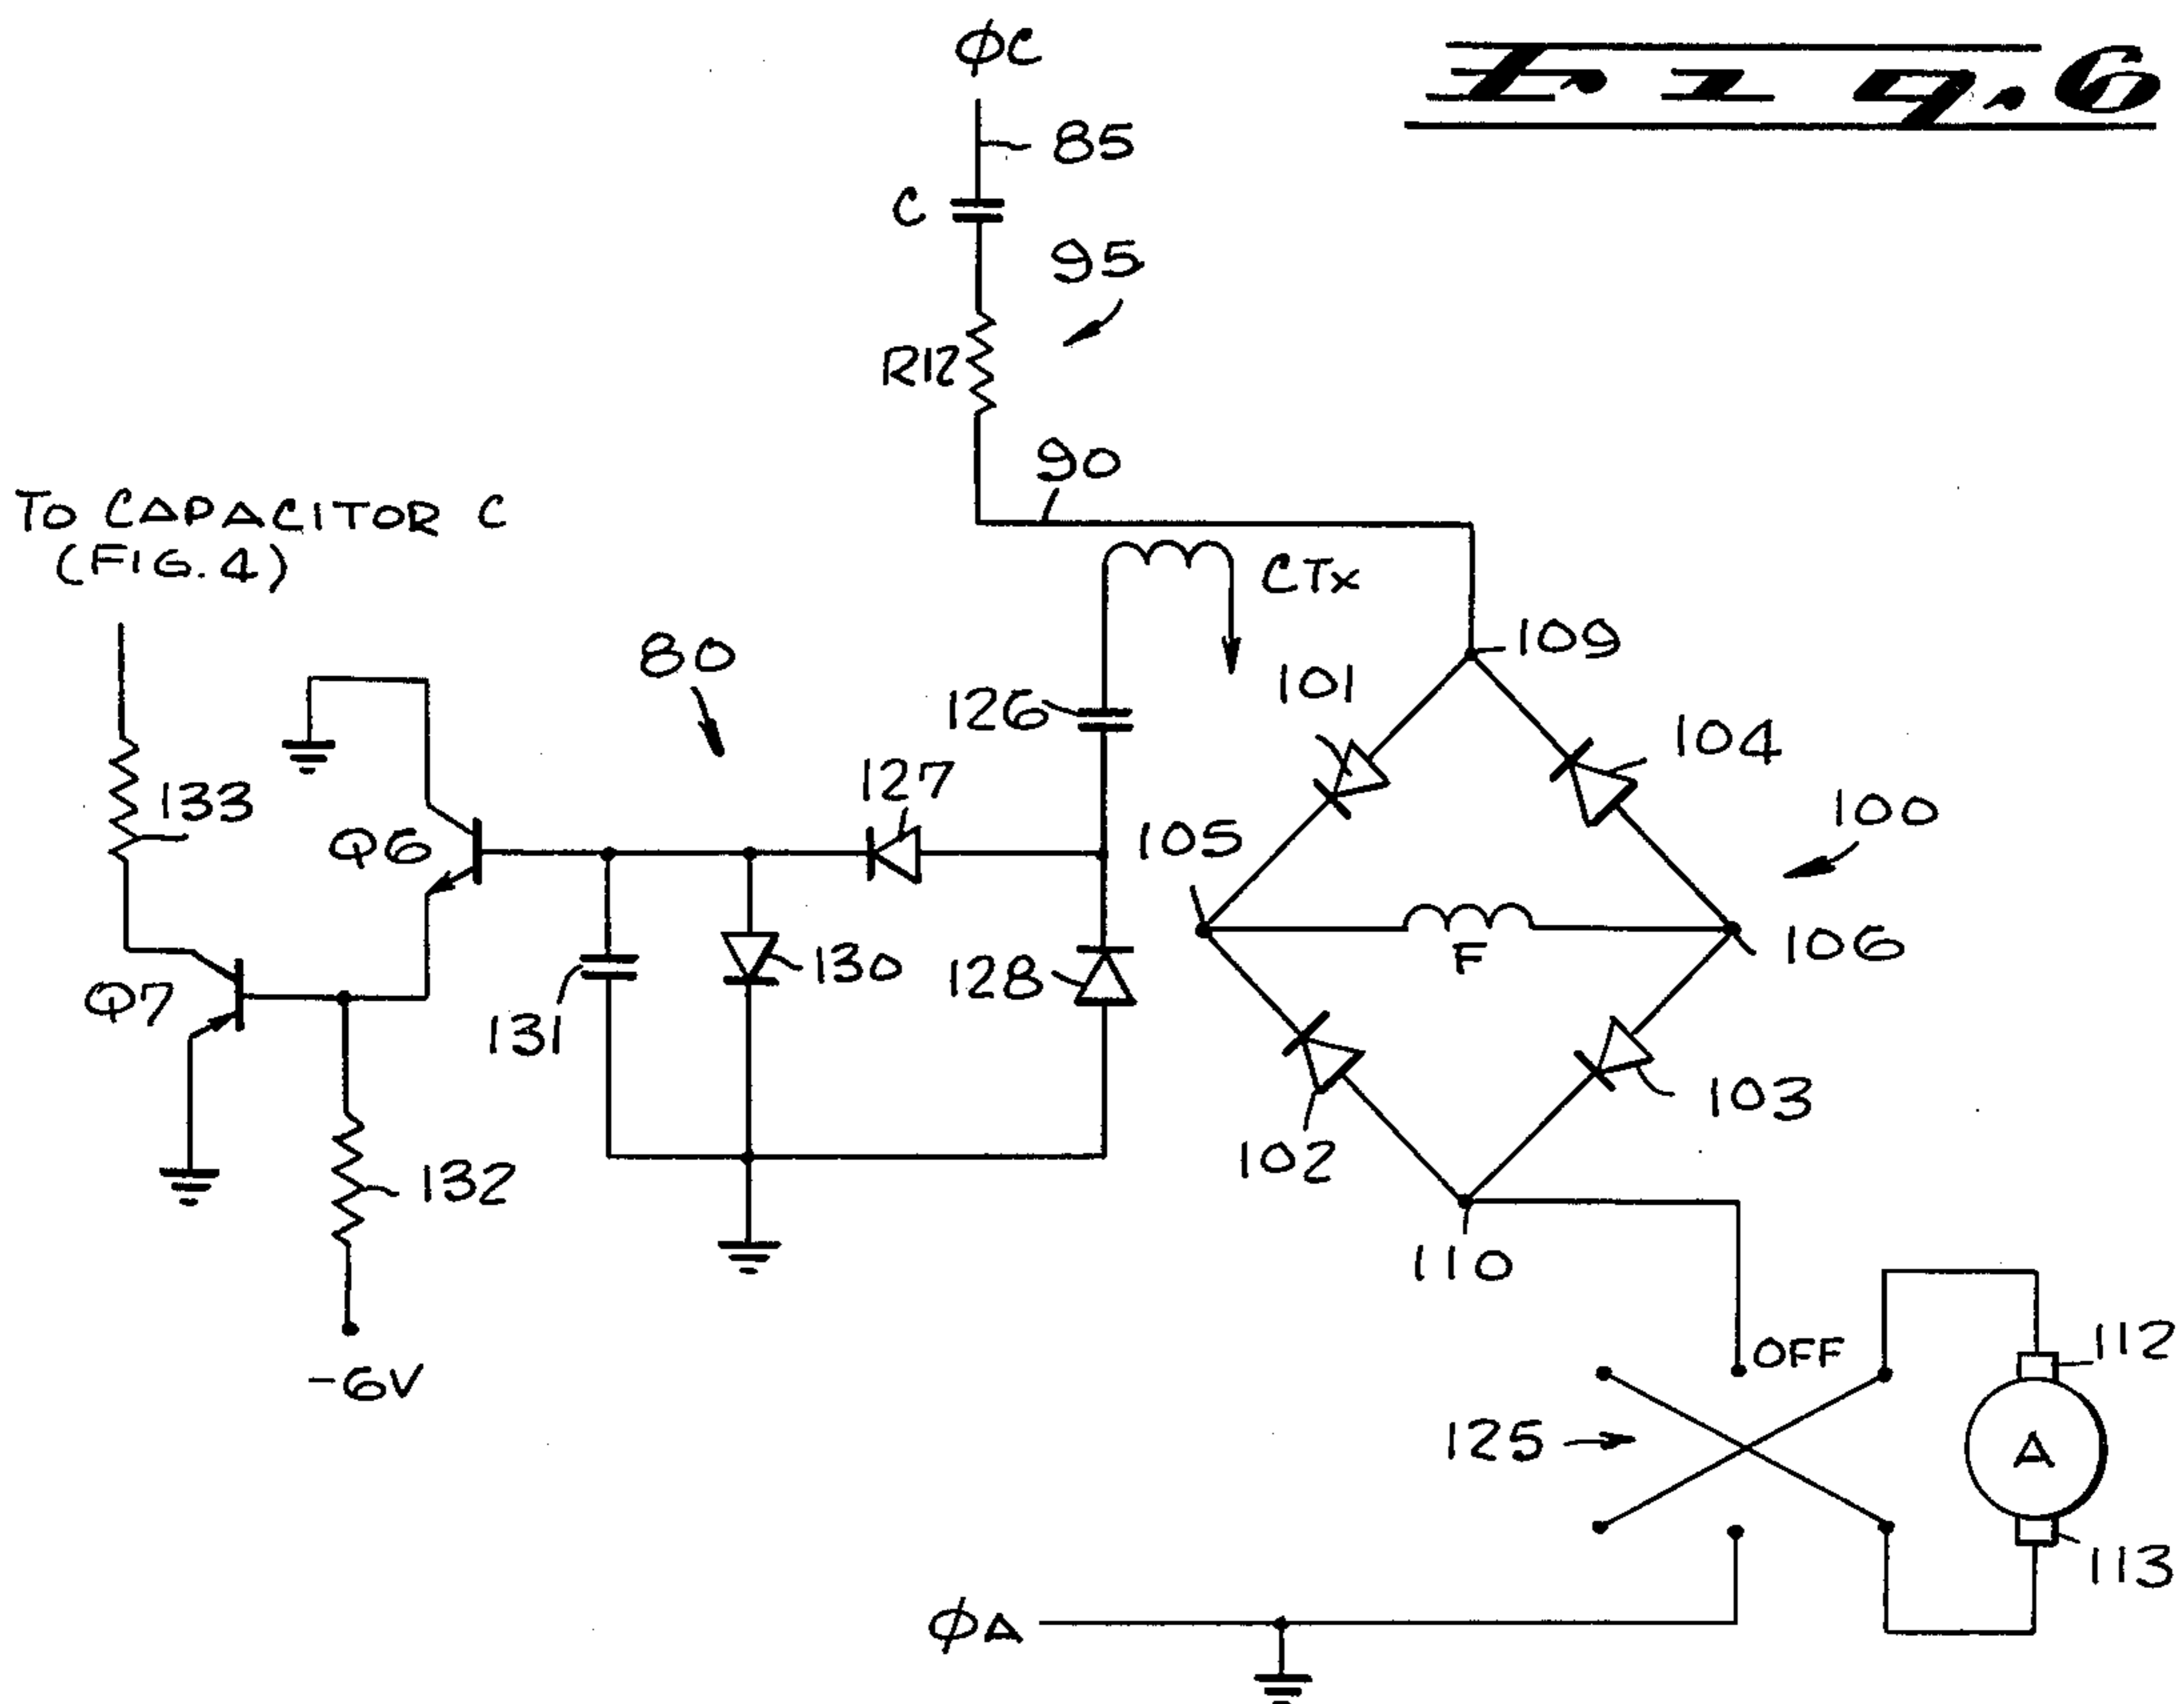 Fig. 6
ΦC
85
C
95
R12
90
TO CAPACITOR C
(FIG. 4)
CTx
109
80
101
126
104
133
127
100
Q6
105
106
F
130
128
Q7
131
103
102
132
110
-6V
OFF
112
125
A
113
ΦA